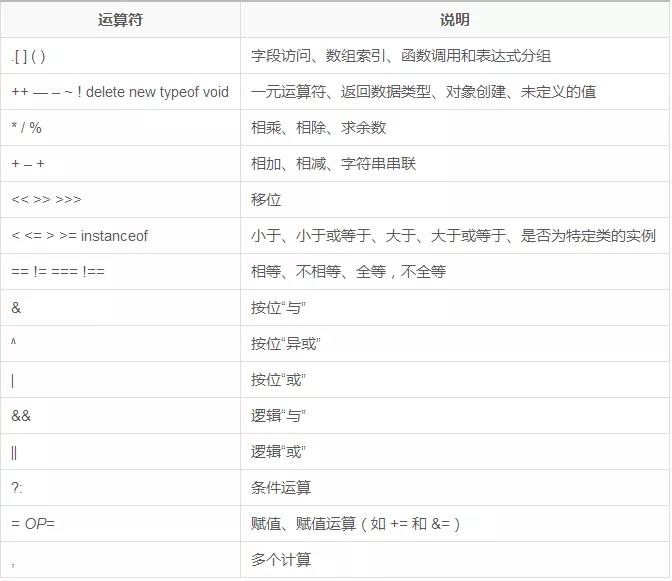 运算符 说明
.[ ] ( ) 字段访问、数组索引、函数调用和表达式分组
++ — – ~ ! delete new typeof void 一元运算符、返回数据类型、对象创建、未定义的值
* / % 相乘、相除、求余数
+ – + 相加、相减、字符串串联
<< >> >>> 移位
< <= > >= instanceof 小于、小于或等于、大于、大于或等于、是否为特定类的实例
== != === !== 相等、不相等、全等，不全等
& 按位“与”
^ 按位“异或”
| 按位“或”
&& 逻辑“与”
|| 逻辑“或”
?: 条件运算
= OP= 赋值、赋值运算（如 += 和 &=）
, 多个计算